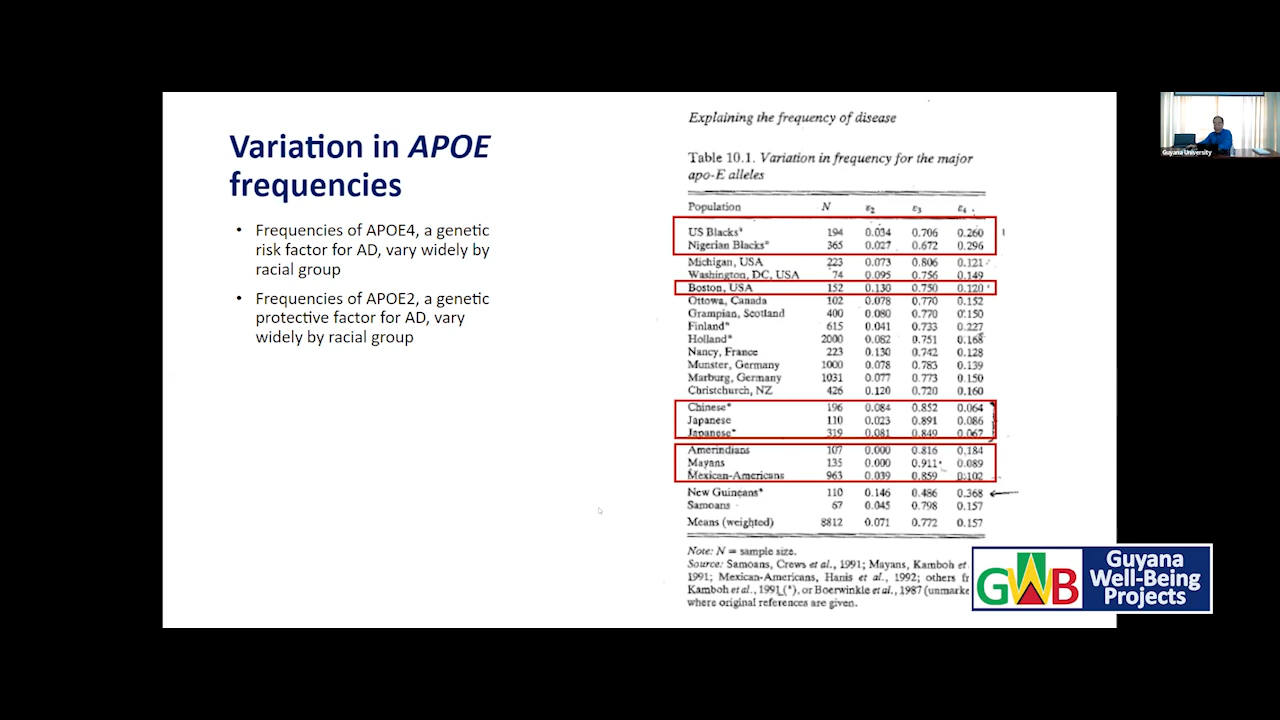 Variation in APOE
frequencies
• Frequencies of APOE4, a genetic
risk factor for AD, vary widely by
racial group
• Frequencies of APOE2, a genetic
protective factor for AD, vary
widely by racial group
Explaining the frequency of disease
Table 10.1. Variation in frequency for the major
apo-E alleles
Population N ε2 ε3 ε4
US Blacks* 194 0.034 0.706 0.260
Nigerian Blacks* 365 0.027 0.672 0.296
Michigan, USA 223 0.073 0.806 0.121
Washington, DC, USA 74 0.095 0.756 0.149
Boston, USA 152 0.130 0.750 0.120
Ottowa, Canada 102 0.078 0.770 0.152
Grampian, Scotland 400 0.080 0.770 0.150
Finland* 615 0.041 0.733 0.227
Holland* 2000 0.082 0.751 0.168
Nancy, France 223 0.130 0.742 0.128
Munster, Germany 1000 0.078 0.783 0.139
Marburg, Germany 1031 0.077 0.773 0.150
Christchurch, NZ 426 0.120 0.720 0.160
Chinese* 196 0.084 0.852 0.064
Japanese 110 0.023 0.891 0.086
Japanese* 319 0.081 0.849 0.067
Amerindians 107 0.000 0.816 0.184
Mayans 135 0.000 0.911 0.089
Mexican-Americans 963 0.039 0.859 0.102
New Guineans* 110 0.146 0.486 0.368
Samoans 67 0.045 0.798 0.157
Means (weighted) 8812 0.071 0.772 0.157
Note: N = sample size.
Source: Samoans, Crews et al., 1991; Mayans, Kamboh et
1991; Mexican-Americans, Hanis et al., 1992; others fr
Kamboh et al., 1991 (*), or Boerwinkle et al., 1987 (unmarke
where original references are given.
Guyana University
GWB
Guyana
Well-Being
Projects